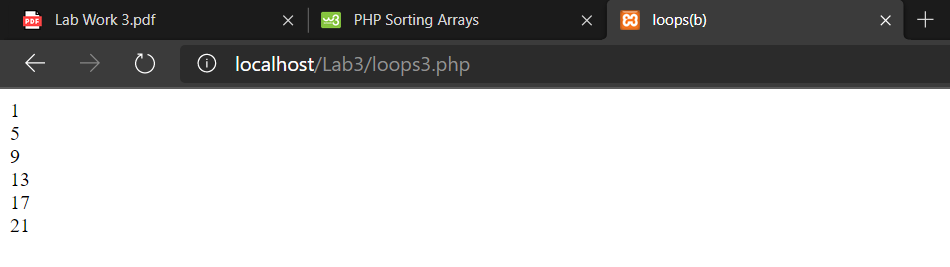 Lab Work 3.pdf
PHP Sorting Arrays
loops(b)
localhost/Lab3/loops3.php
1
5
9
13
17
21